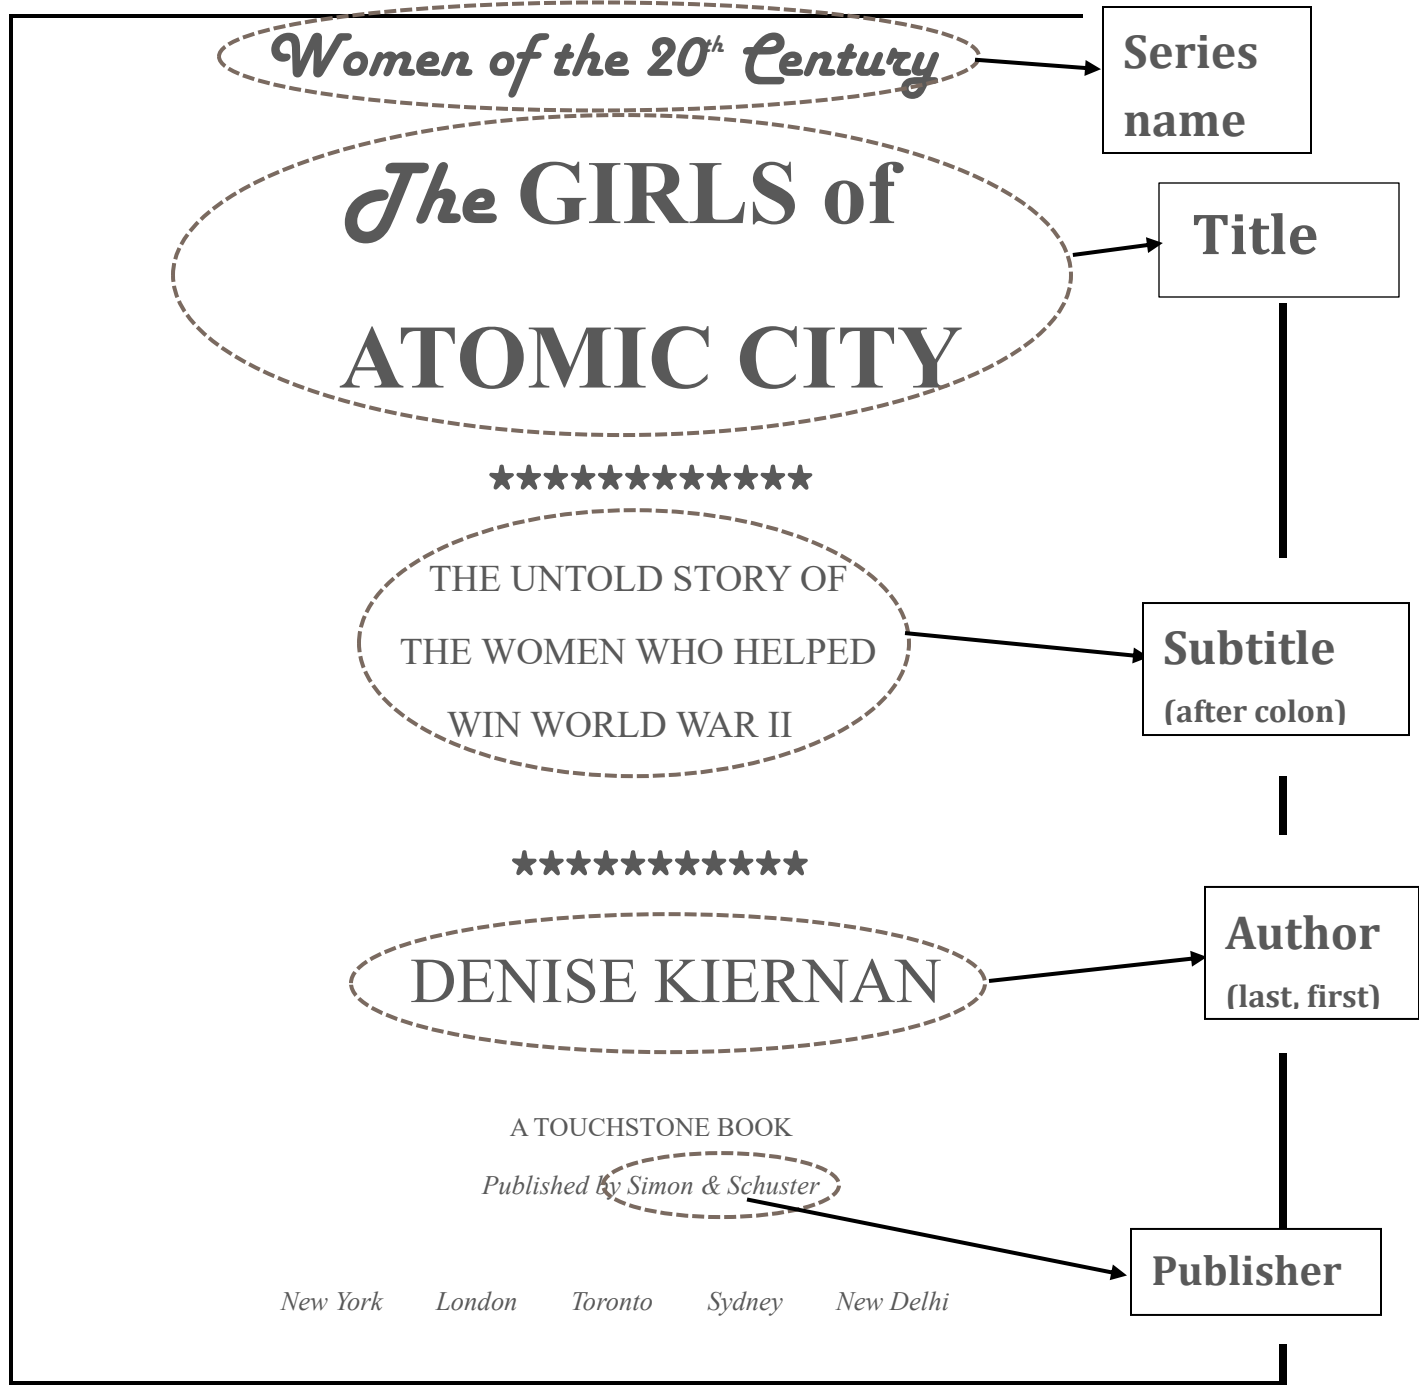 Women of the 20th Century
Series
name
The GIRLS of
Title
ATOMIC CITY
★★★★★★★★★★★★
THE UNTOLD STORY OF
THE WOMEN WHO HELPED
WIN WORLD WAR II
Subtitle
(after colon)
★★★★★★★★★★★
DENISE KIERNAN
Author
(last, first)
A TOUCHSTONE BOOK
Published by Simon & Schuster
Publisher
New York London Toronto Sydney New Delhi